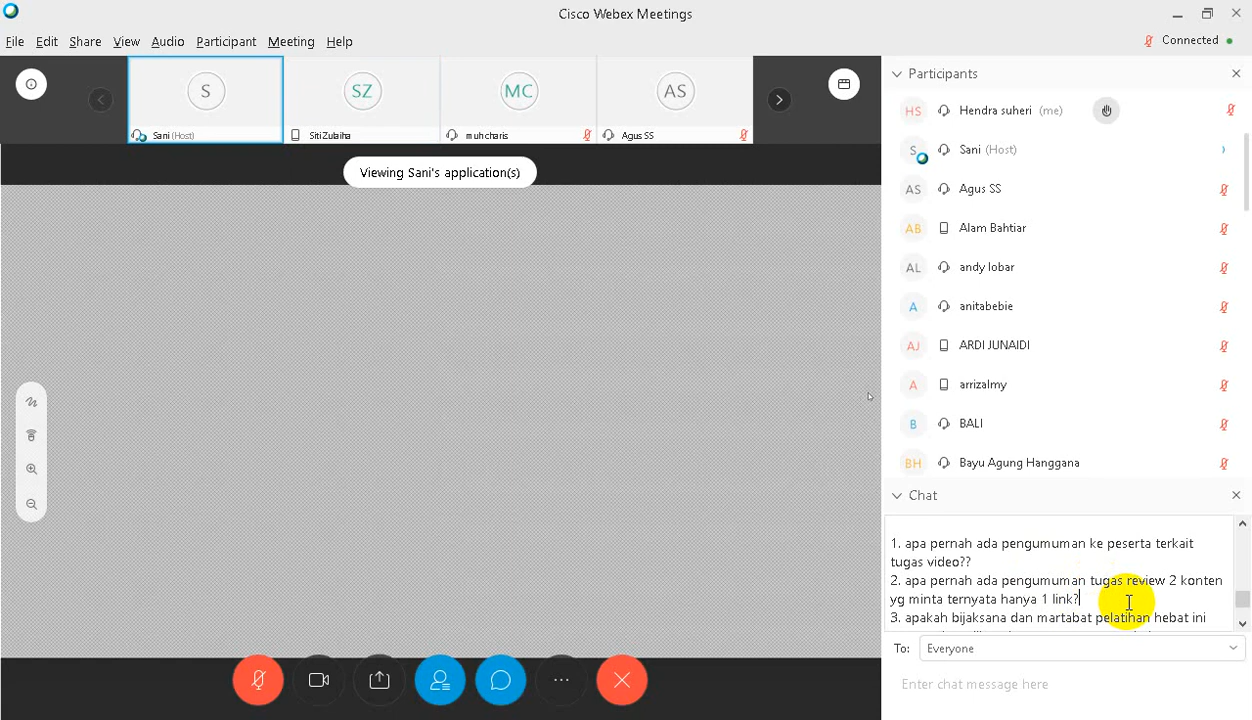 Cisco Webex Meetings
File Edit Share View Audio Participant Meeting Help
Connected
S
Sani (Host)
SZ
Siti Zulaiha
MC
muh charis
AS
Agus SS
Viewing Sani's application(s)
Participants
HS Hendra suheri (me)
S Sani (Host)
AS Agus SS
AB Alam Bahtiar
AL andy lobar
A anitabebie
AJ ARDI JUNAIDI
A arrizalmy
B BALI
BH Bayu Agung Hanggana
Chat
1. apa pernah ada pengumuman ke peserta terkait
tugas video??
2. apa pernah ada pengumuman tugas review 2 konten
yg minta ternyata hanya 1 link?
3. apakah bijaksana dan martabat pelatihan hebat ini
To: Everyone
Enter chat message here